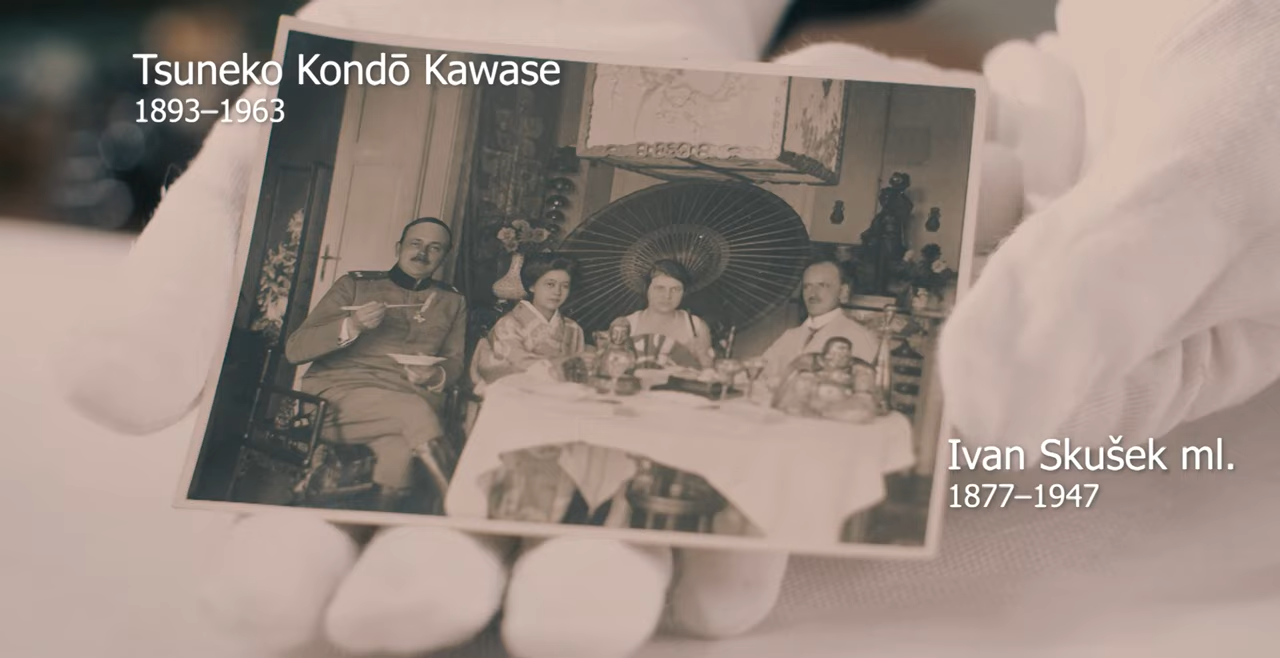 Tsuneko Kondō Kawase
1893–1963
Ivan Skušek ml.
1877–1947